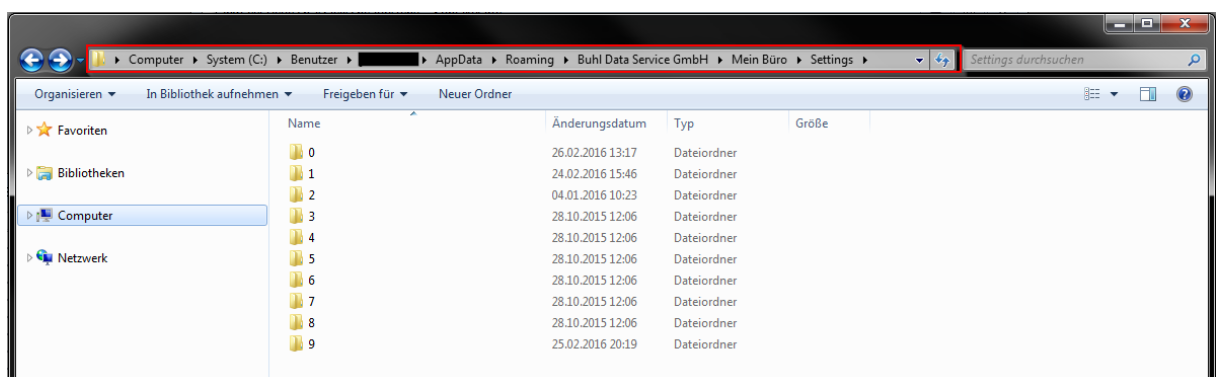 Computer ▸ System (C:) ▸ Benutzer ▸ ▸ AppData ▸ Roaming ▸ Buhl Data Service GmbH ▸ Mein Büro ▸ Settings ▸ Settings durchsuchen
Organisieren ▾ In Bibliothek aufnehmen ▾ Freigeben für ▾ Neuer Ordner
Favoriten
Bibliotheken
Computer
Netzwerk
Name Änderungsdatum Typ Größe
0 26.02.2016 13:17 Dateiordner
1 24.02.2016 15:46 Dateiordner
2 04.01.2016 10:23 Dateiordner
3 28.10.2015 12:06 Dateiordner
4 28.10.2015 12:06 Dateiordner
5 28.10.2015 12:06 Dateiordner
6 28.10.2015 12:06 Dateiordner
7 28.10.2015 12:06 Dateiordner
8 28.10.2015 12:06 Dateiordner
9 25.02.2016 20:19 Dateiordner